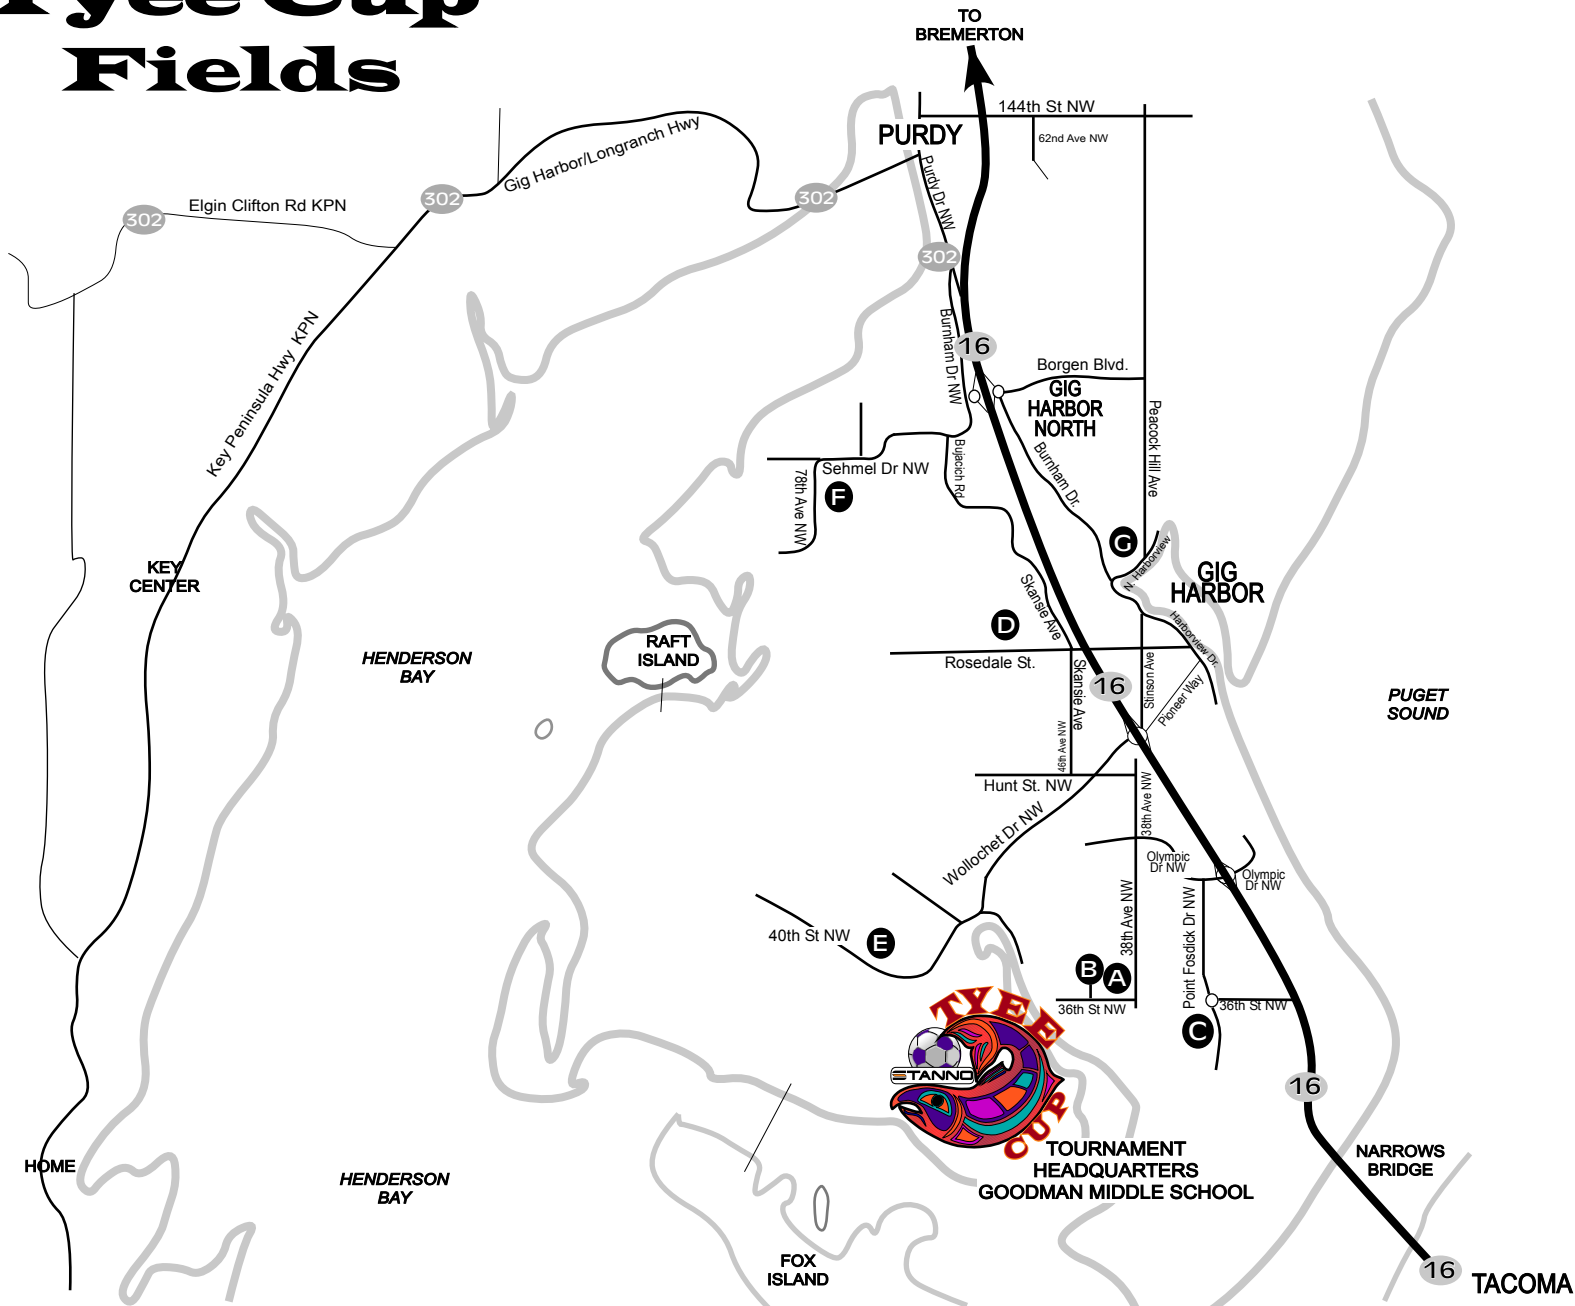 Tyee Cup
Fields
TO
BREMERTON
144th St NW
62nd Ave NW
PURDY
Purdy Dr NW
Gig Harbor/Longranch Hwy
302
302
302
302
Elgin Clifton Rd KPN
Key Peninsula Hwy KPN
Burnham Dr NW
16
Borgen Blvd.
GIG
HARBOR
NORTH
Peacock Hill Ave
Burnham Dr.
Bujacich Rd
Sehmel Dr NW
78th Ave NW
F
G
N. Harborview
GIG
HARBOR
Harborview Dr.
KEY
CENTER
Skansie Ave
D
Rosedale St.
RAFT
ISLAND
HENDERSON
BAY
Skansie Ave
16
Stinson Ave
Pioneer Way
PUGET
SOUND
46th Ave NW
Hunt St. NW
38th Ave NW
Wollochet Dr NW
Olympic
Dr NW
Olympic
Dr NW
38th Ave NW
Point Fosdick Dr NW
40th St NW
E
B
A
36th St NW
36th St NW
C
TYEE
STANNO
CUP
16
TOURNAMENT
HEADQUARTERS
GOODMAN MIDDLE SCHOOL
NARROWS
BRIDGE
HOME
HENDERSON
BAY
FOX
ISLAND
16
TACOMA